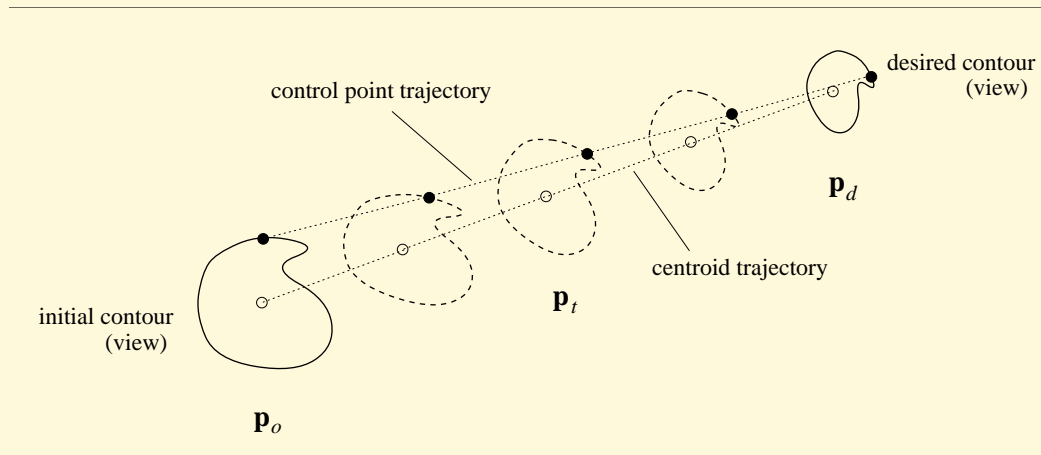 desired contour
(view)
control point trajectory
p_d
centroid trajectory
p_t
initial contour
(view)
p_o